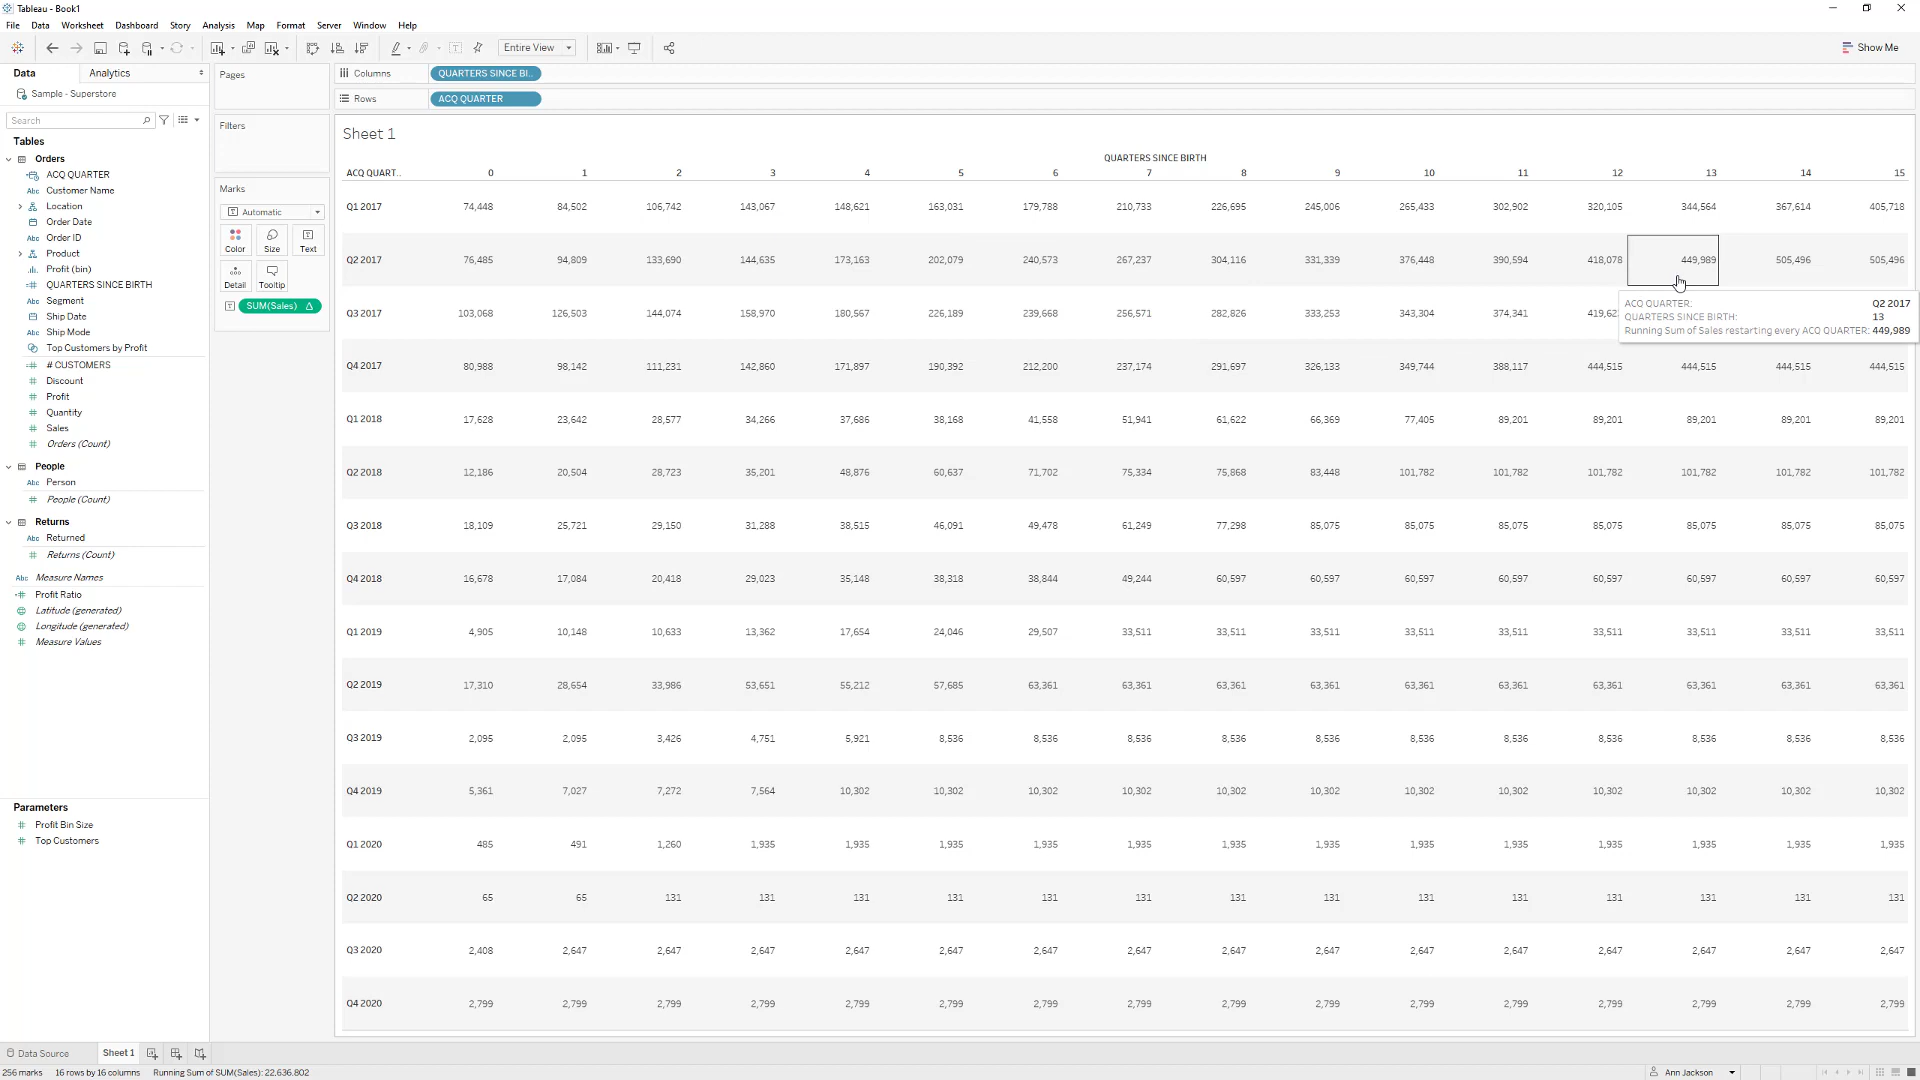 Tableau - Book1
File Data Worksheet Dashboard Story Analysis Map Format Server Window Help
Entire View
Show Me
Data Analytics
Sample - Superstore
Search
Tables
Orders
ACQ QUARTER
Abc Customer Name
Location
Order Date
Abc Order ID
Product
Profit (bin)
QUARTERS SINCE BIRTH
Abc Segment
Ship Date
Abc Ship Mode
Top Customers by Profit
# CUSTOMERS
Discount
Profit
Quantity
Sales
Orders (Count)
People
Abc Person
People (Count)
Returns
Abc Returned
Returns (Count)
Abc Measure Names
Profit Ratio
Latitude (generated)
Longitude (generated)
Measure Values
Parameters
Profit Bin Size
Top Customers
Pages
Filters
Marks
Automatic
Color Size Text
Detail Tooltip
SUM(Sales)
Columns QUARTERS SINCE BI..
Rows ACQ QUARTER
Sheet 1
QUARTERS SINCE BIRTH
ACQ QUART.. 0 1 2 3 4 5 6 7 8 9 10 11 12 13 14 15
Q1 2017 74,448 84,502 106,742 143,067 148,621 163,031 179,788 210,733 226,695 245,006 265,433 302,902 320,105 344,564 367,614 405,718
Q2 2017 76,485 94,809 133,690 144,635 173,163 202,079 240,573 267,237 304,116 331,339 376,448 390,594 418,078 449,989 505,496 505,496
Q3 2017 103,068 126,503 144,074 158,970 180,567 226,189 239,668 256,571 282,826 333,253 343,304 374,341
Q4 2017 80,988 98,142 111,231 142,860 171,897 190,392 212,200 237,174 291,697 326,133 349,744 388,117 444,515 444,515 444,515 444,515
Q1 2018 17,628 23,642 28,577 34,266 37,686 38,168 41,558 51,941 61,622 66,369 77,405 89,201 89,201 89,201 89,201 89,201
Q2 2018 12,186 20,504 28,723 35,201 48,876 60,637 71,702 75,334 75,868 83,448 101,782 101,782 101,782 101,782 101,782 101,782
Q3 2018 18,109 25,721 29,150 31,288 38,515 46,091 49,478 61,249 77,298 85,075 85,075 85,075 85,075 85,075 85,075 85,075
Q4 2018 16,678 17,084 20,418 29,023 35,148 38,318 38,844 49,244 60,597 60,597 60,597 60,597 60,597 60,597 60,597 60,597
Q1 2019 4,905 10,148 10,633 13,362 17,654 24,046 29,507 33,511 33,511 33,511 33,511 33,511 33,511 33,511 33,511 33,511
Q2 2019 17,310 28,654 33,986 53,651 55,212 57,685 63,361 63,361 63,361 63,361 63,361 63,361 63,361 63,361 63,361 63,361
Q3 2019 2,095 2,095 3,426 4,751 5,921 8,536 8,536 8,536 8,536 8,536 8,536 8,536 8,536 8,536 8,536 8,536
Q4 2019 5,361 7,027 7,272 7,564 10,302 10,302 10,302 10,302 10,302 10,302 10,302 10,302 10,302 10,302 10,302 10,302
Q1 2020 485 491 1,260 1,935 1,935 1,935 1,935 1,935 1,935 1,935 1,935 1,935 1,935 1,935 1,935 1,935
Q2 2020 65 65 131 131 131 131 131 131 131 131 131 131 131 131 131 131
Q3 2020 2,408 2,647 2,647 2,647 2,647 2,647 2,647 2,647 2,647 2,647 2,647 2,647 2,647 2,647 2,647 2,647
Q4 2020 2,799 2,799 2,799 2,799 2,799 2,799 2,799 2,799 2,799 2,799 2,799 2,799 2,799 2,799 2,799 2,799
ACQ QUARTER: Q2 2017
QUARTERS SINCE BIRTH: 13
Running Sum of Sales restarting every ACQ QUARTER: 449,989
Data Source Sheet 1
256 marks 16 rows by 16 columns Running Sum of SUM(Sales): 22,636,802
Ann Jackson